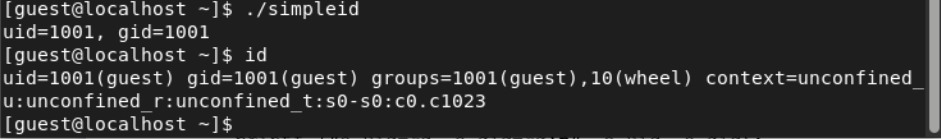 [guest@localhost ~]$ ./simpleid
uid=1001, gid=1001
[guest@localhost ~]$ id
uid=1001(guest) gid=1001(guest) groups=1001(guest),10(wheel) context=unconfined_
u:unconfined_r:unconfined_t:s0-s0:c0.c1023
[guest@localhost ~]$